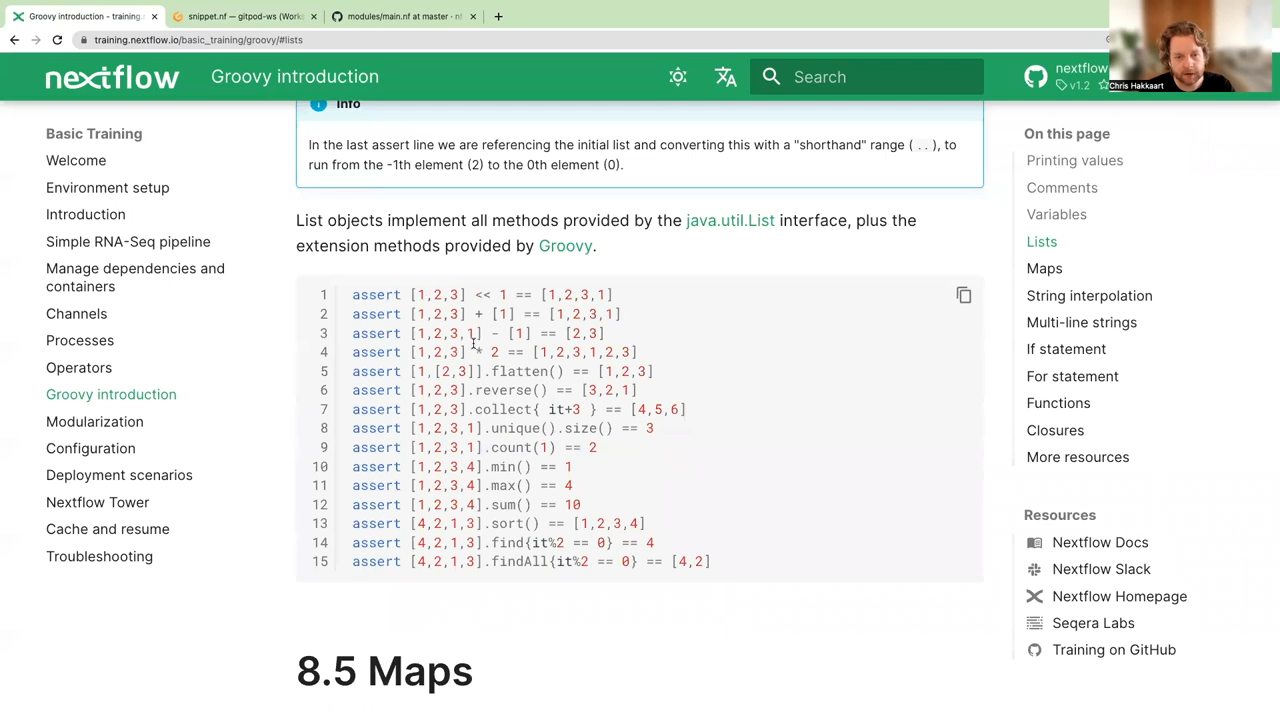 Groovy introduction - training.
snippet.nf — gitpod-ws (Works
modules/main.nf at master · nf
training.nextflow.io/basic_training/groovy/#lists
nextflow
Groovy introduction
Search
nextflow
v1.2
Chris Hakkaart
Basic Training
Welcome
Environment setup
Introduction
Simple RNA-Seq pipeline
Manage dependencies and
containers
Channels
Processes
Operators
Groovy introduction
Modularization
Configuration
Deployment scenarios
Nextflow Tower
Cache and resume
Troubleshooting
Info
In the last assert line we are referencing the initial list and converting this with a "shorthand" range ( .. ), to
run from the -1th element (2) to the 0th element (0).
List objects implement all methods provided by the java.util.List interface, plus the
extension methods provided by Groovy.
1 assert [1,2,3] << 1 == [1,2,3,1]
2 assert [1,2,3] + [1] == [1,2,3,1]
3 assert [1,2,3,1] - [1] == [2,3]
4 assert [1,2,3] * 2 == [1,2,3,1,2,3]
5 assert [1,[2,3]].flatten() == [1,2,3]
6 assert [1,2,3].reverse() == [3,2,1]
7 assert [1,2,3].collect{ it+3 } == [4,5,6]
8 assert [1,2,3,1].unique().size() == 3
9 assert [1,2,3,1].count(1) == 2
10 assert [1,2,3,4].min() == 1
11 assert [1,2,3,4].max() == 4
12 assert [1,2,3,4].sum() == 10
13 assert [4,2,1,3].sort() == [1,2,3,4]
14 assert [4,2,1,3].find{it%2 == 0} == 4
15 assert [4,2,1,3].findAll{it%2 == 0} == [4,2]
8.5 Maps
On this page
Printing values
Comments
Variables
Lists
Maps
String interpolation
Multi-line strings
If statement
For statement
Functions
Closures
More resources
Resources
Nextflow Docs
Nextflow Slack
Nextflow Homepage
Seqera Labs
Training on GitHub